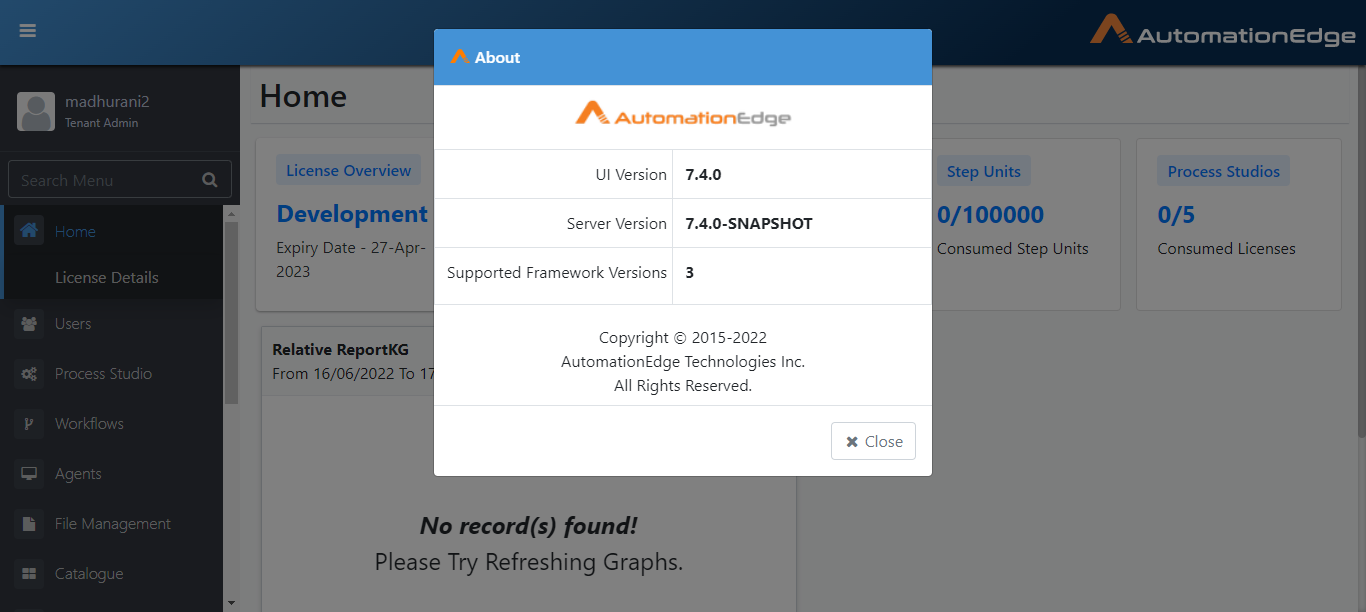 AutomationEdge
madhurani2
Tenant Admin
Search Menu
Home
License Details
Users
Process Studio
Workflows
Agents
File Management
Catalogue
Home
License Overview
Development
Expiry Date - 27-Apr-
2023
Step Units
0/100000
Consumed Step Units
Process Studios
0/5
Consumed Licenses
Relative ReportKG
From 16/06/2022 To 17
No record(s) found!
Please Try Refreshing Graphs.
About
AutomationEdge
UI Version 7.4.0
Server Version 7.4.0-SNAPSHOT
Supported Framework Versions 3
Copyright © 2015-2022
AutomationEdge Technologies Inc.
All Rights Reserved.
Close